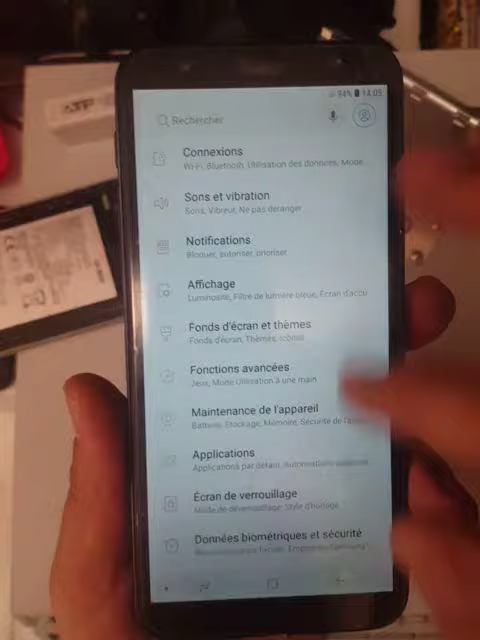 94% 14:05
Rechercher
Connexions
Wi-Fi, Bluetooth, Utilisation des données, Mode
Sons et vibration
Sons, Vibreur, Ne pas déranger
Notifications
Bloquer, autoriser, prioriser
Affichage
Luminosité, Filtre de lumière bleue, Écran d'accu
Fonds d'écran et thèmes
Fonds d'écran, Thèmes, Icônes
Fonctions avancées
Jeux, Mode Utilisation à une main
Maintenance de l'appareil
Batterie, Stockage, Mémoire, Sécurité de l'
Applications
Applications par défaut, Autorisations
Écran de verrouillage
Mode de déverrouillage, Style d'horloge
Données biométriques et sécurité